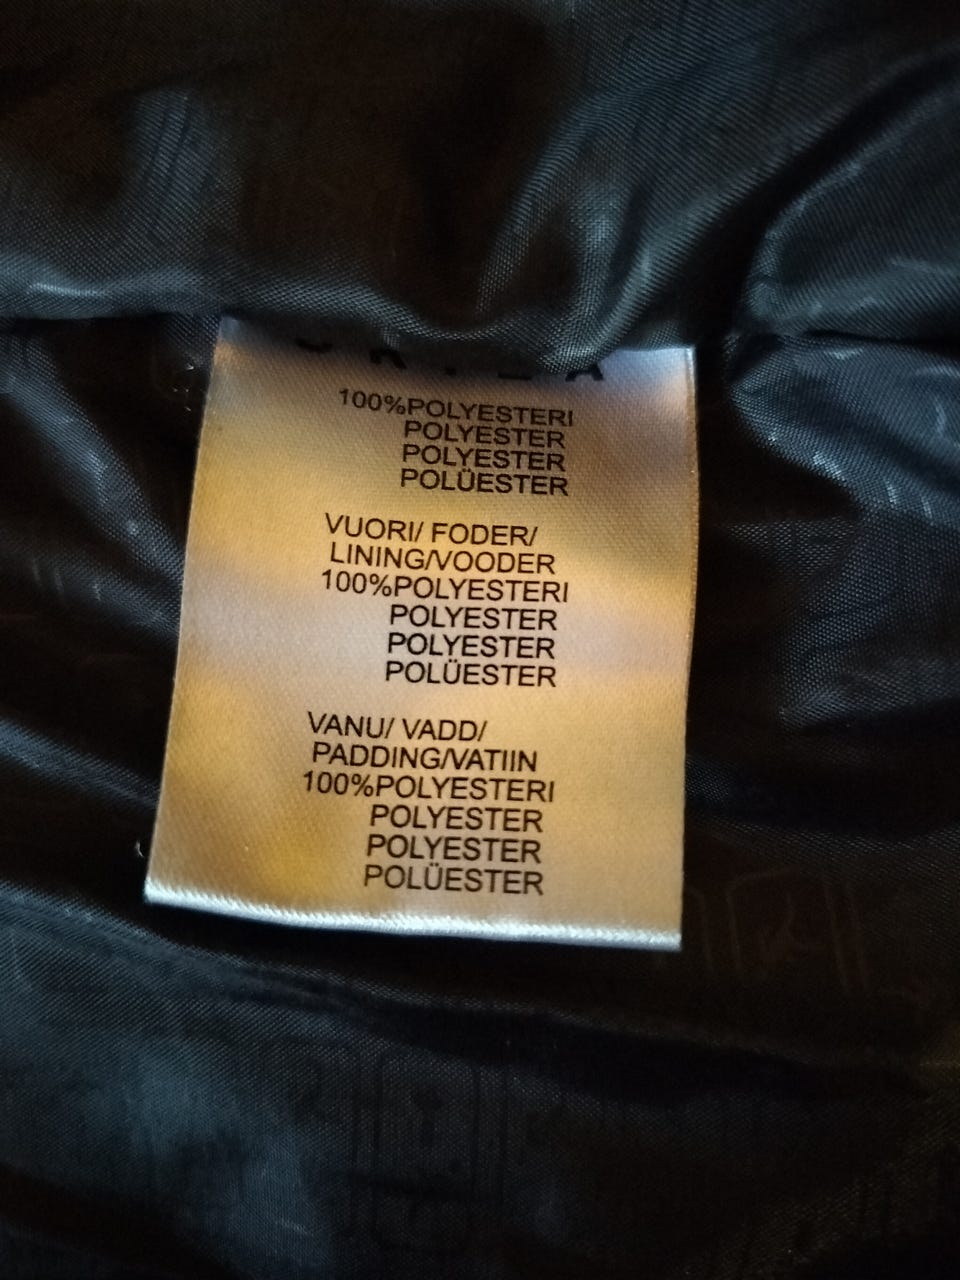 100%POLYESTERI
POLYESTER
POLYESTER
POLÜESTER
VUORI/ FODER/
LINING/VOODER
100%POLYESTERI
POLYESTER
POLYESTER
POLÜESTER
VANU/ VADD/
PADDING/VATIIN
100%POLYESTERI
POLYESTER
POLYESTER
POLÜESTER